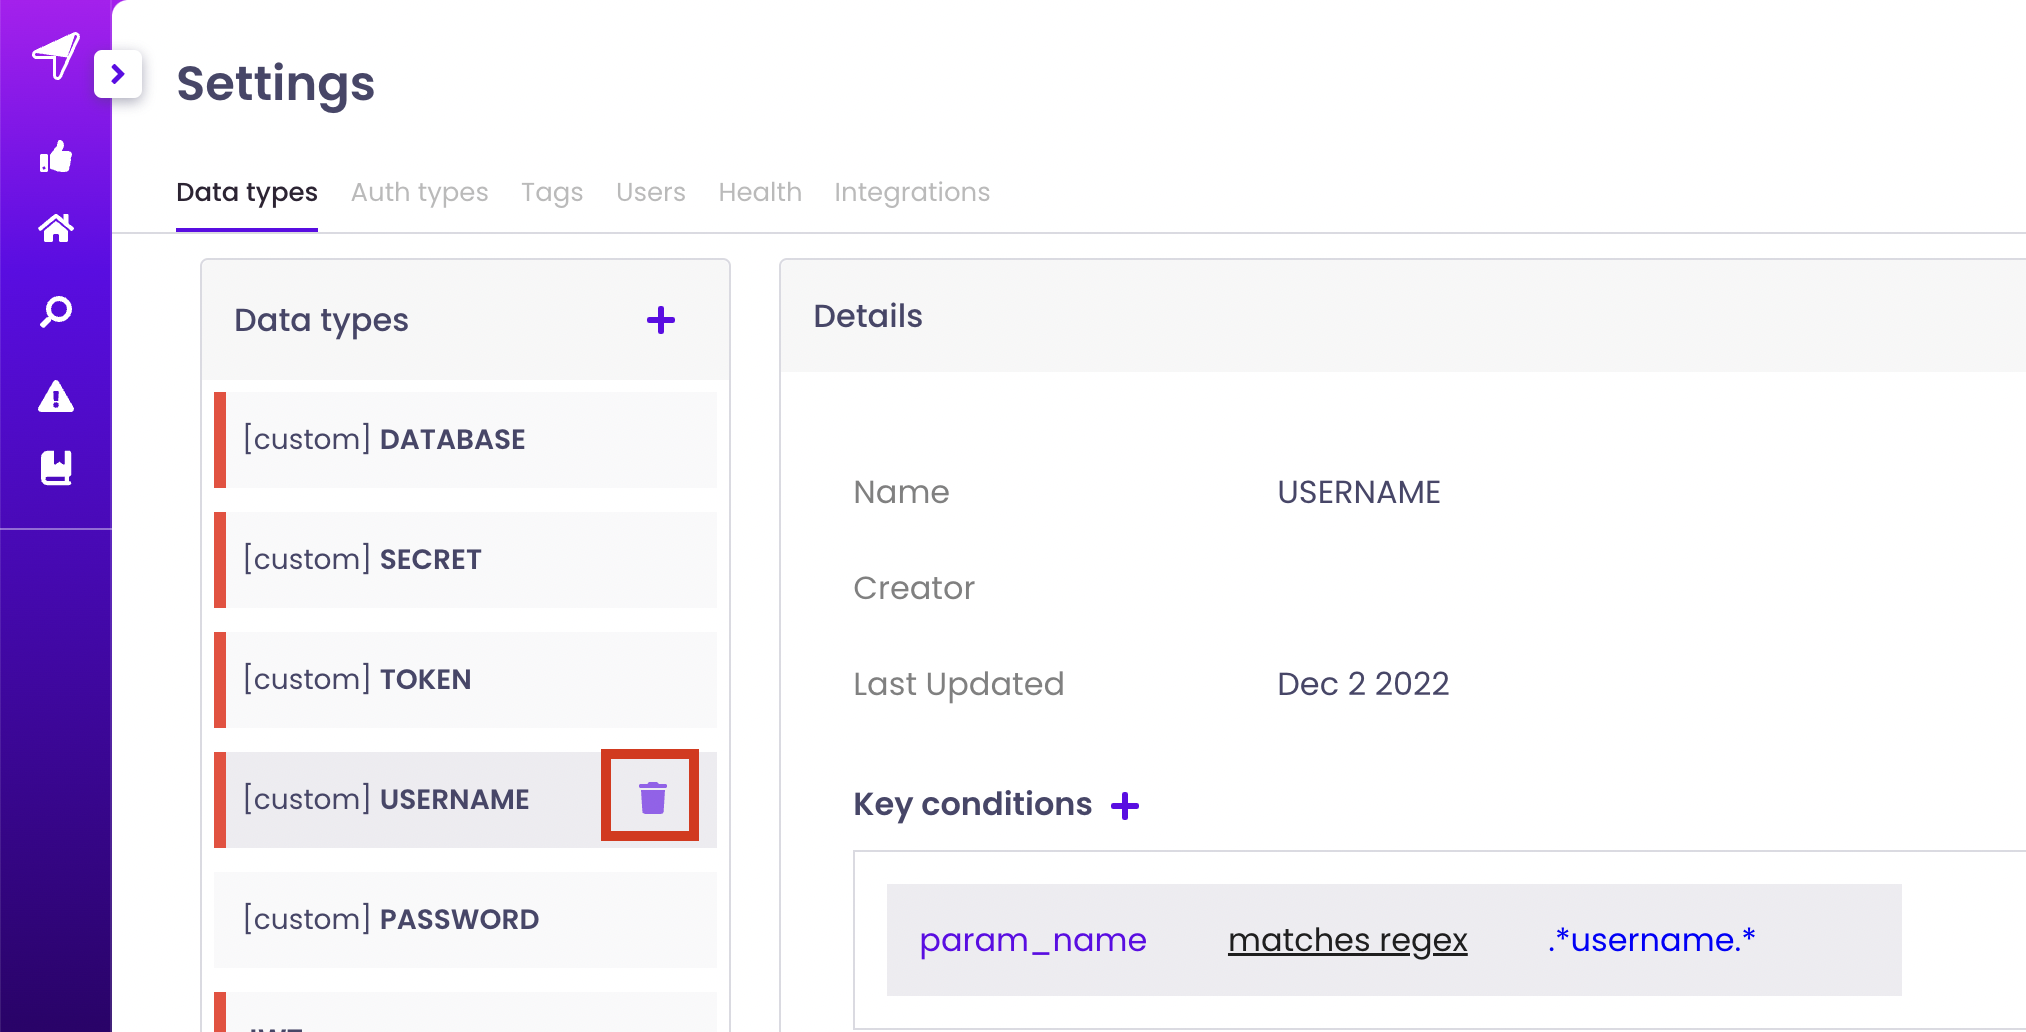 Settings
Data types Auth types Tags Users Health Integrations
Data types
[custom] DATABASE
[custom] SECRET
[custom] TOKEN
[custom] USERNAME
[custom] PASSWORD
Details
Name USERNAME
Creator
Last Updated Dec 2 2022
Key conditions
param_name matches regex .*username.*